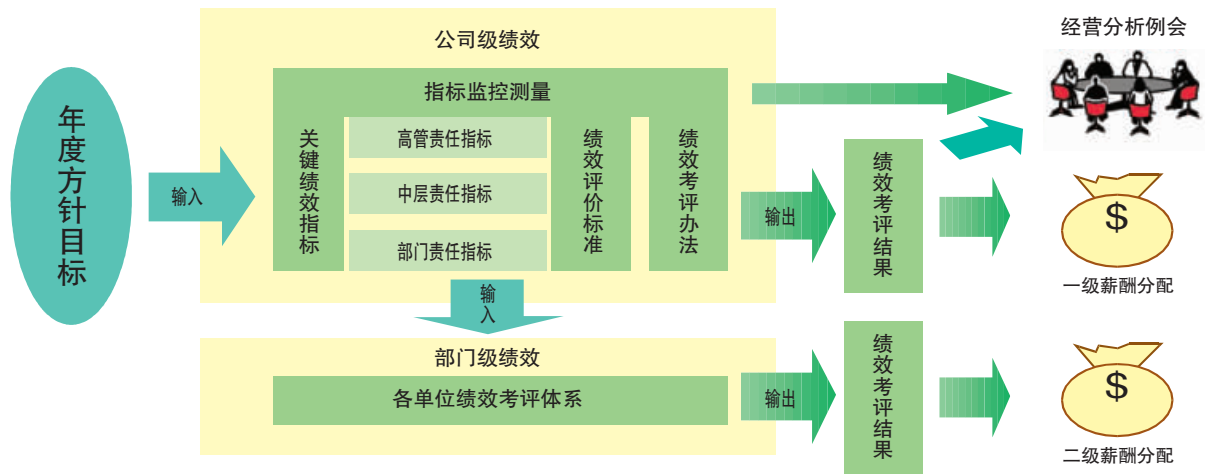 公司级绩效
经营分析例会
指标监控测量
年度方针目标
输入
关键绩效指标
高管责任指标
中层责任指标
部门责任指标
绩效评价标准
绩效考评办法
输出
绩效考评结果
$
一级薪酬分配
输入
部门级绩效
各单位绩效考评体系
输出
绩效考评结果
$
二级薪酬分配